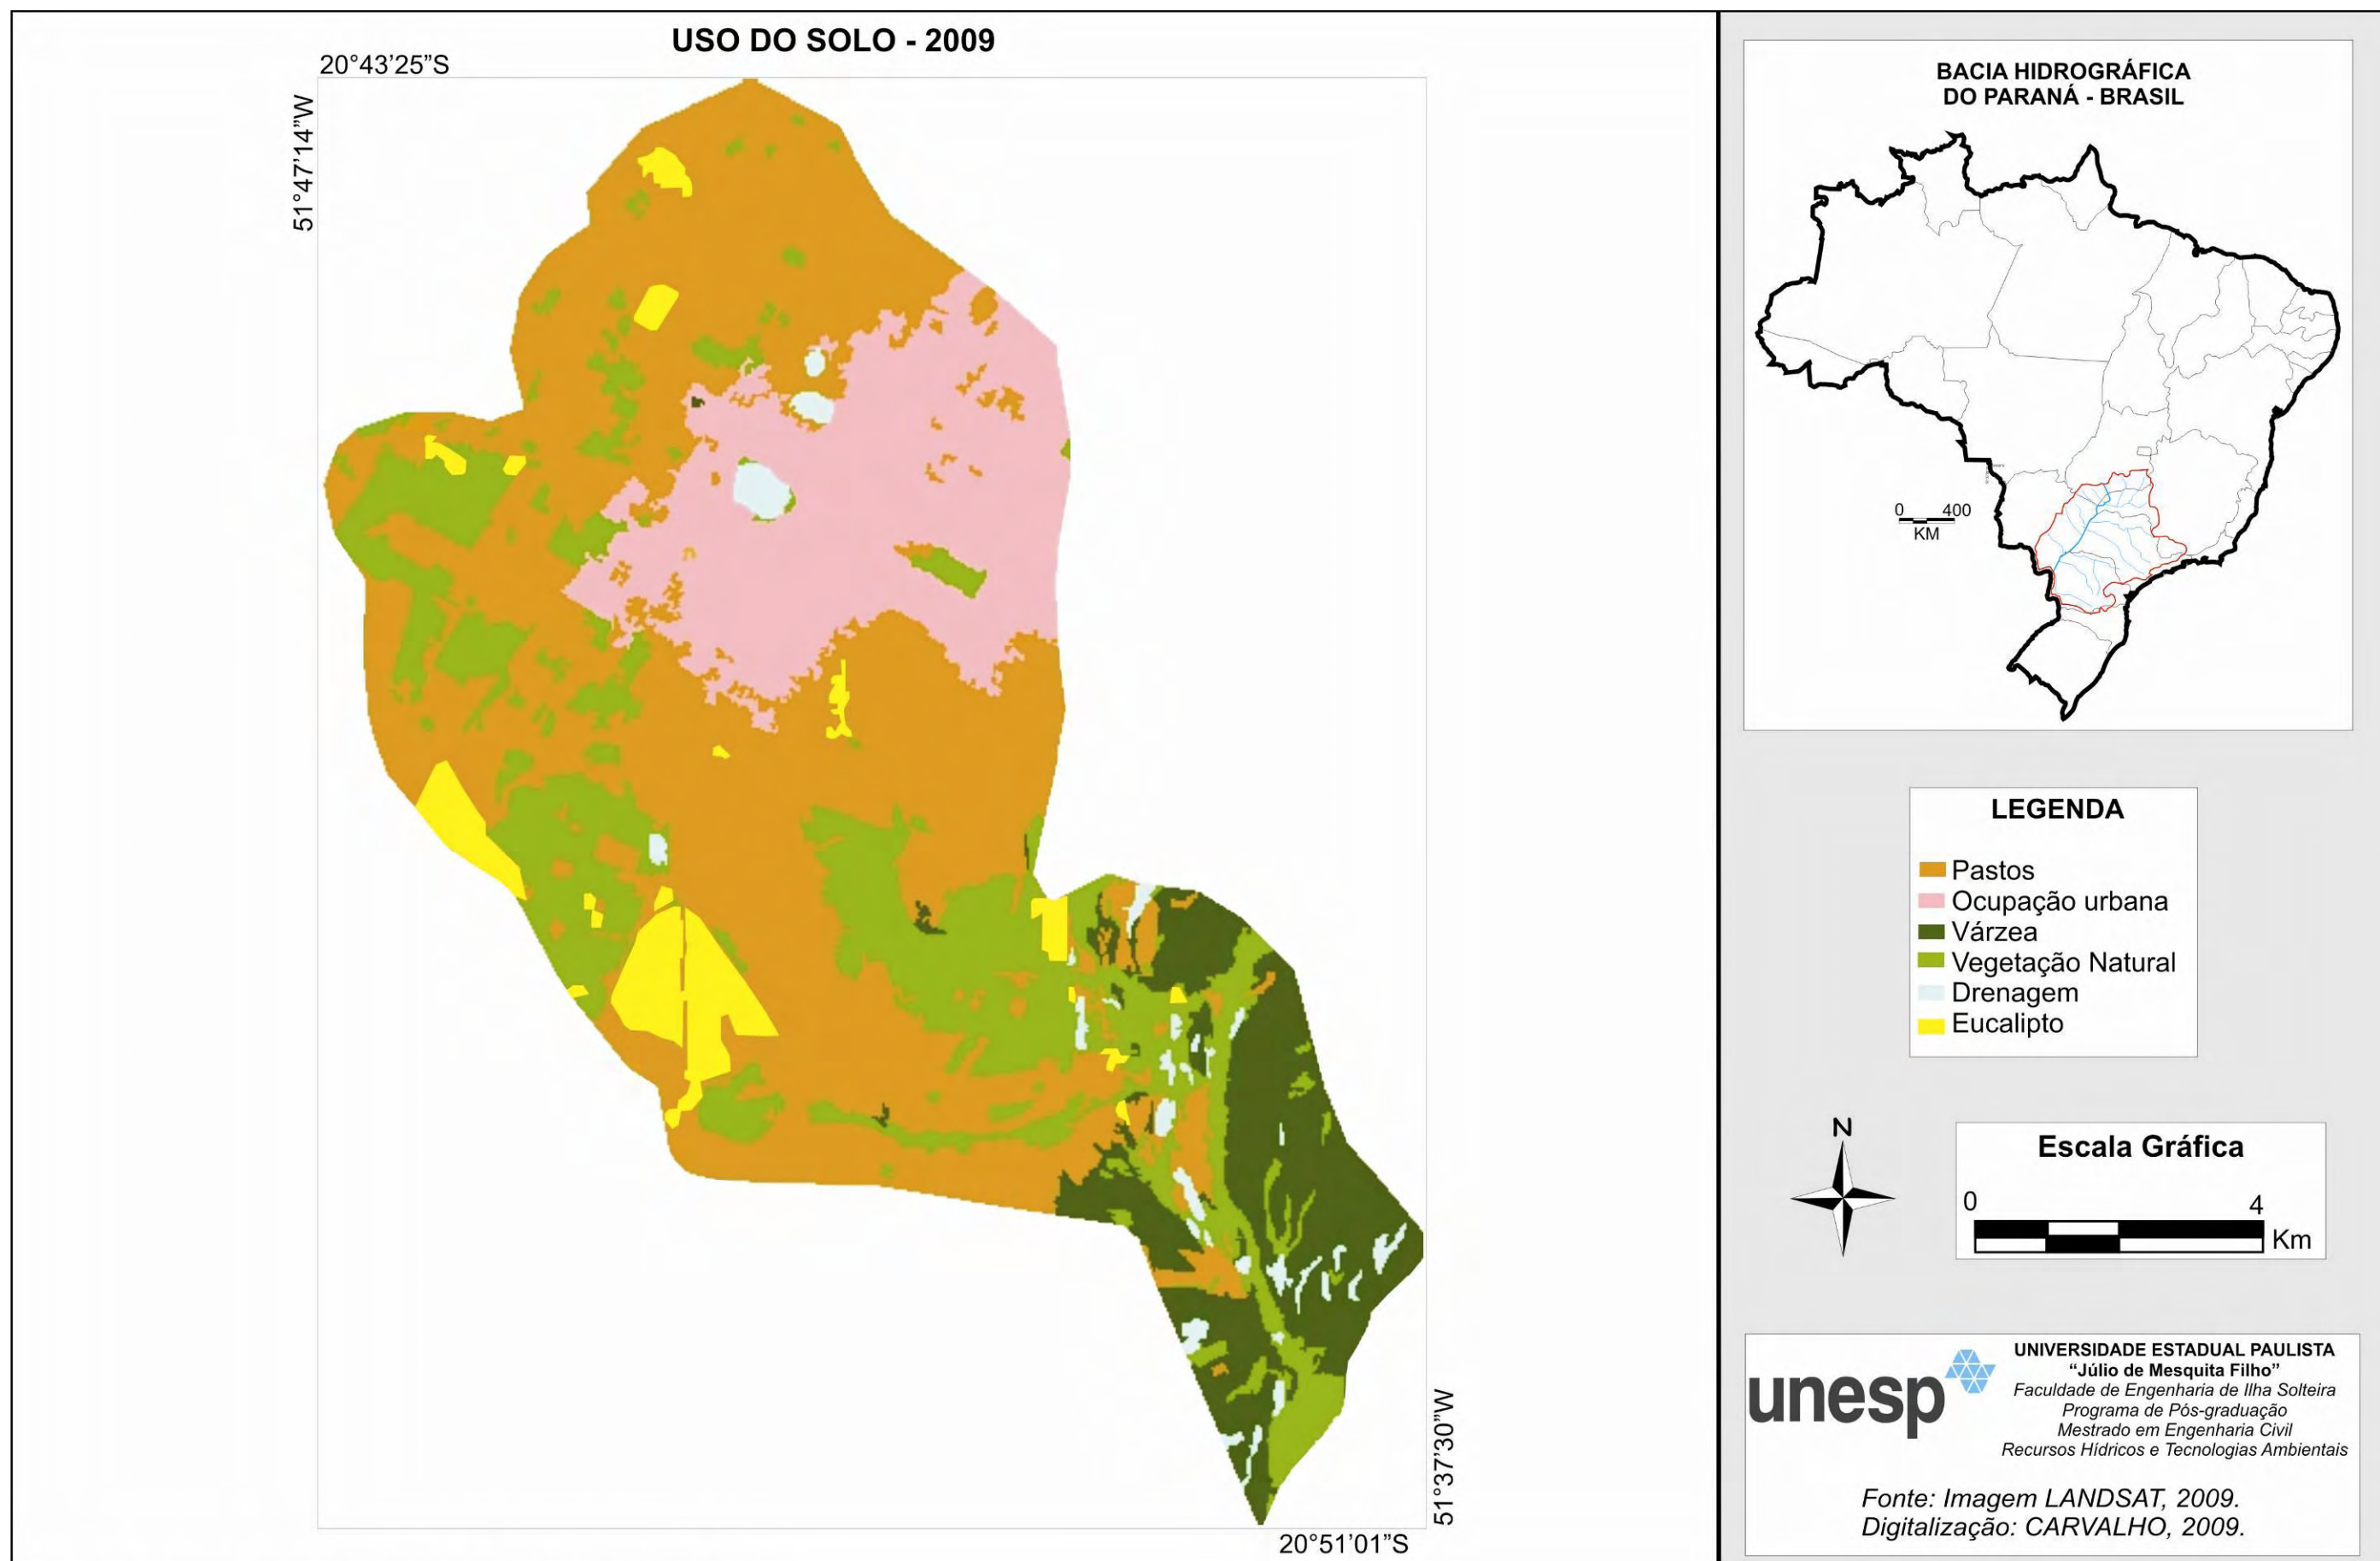 USO DO SOLO - 2009
20°43'25”S
51°47'14”W
51°37'30”W
20°51'01”S
BACIA HIDROGRÁFICA
DO PARANÁ - BRASIL
0 400
KM
LEGENDA
Pastos
Ocupação urbana
Várzea
Vegetação Natural
Drenagem
Eucalipto
N
Escala Gráfica
0 4
Km
unesp
UNIVERSIDADE ESTADUAL PAULISTA
“Júlio de Mesquita Filho”
Faculdade de Engenharia de Ilha Solteira
Programa de Pós-graduação
Mestrado em Engenharia Civil
Recursos Hídricos e Tecnologias Ambientais
Fonte: Imagem LANDSAT, 2009.
Digitalização: CARVALHO, 2009.